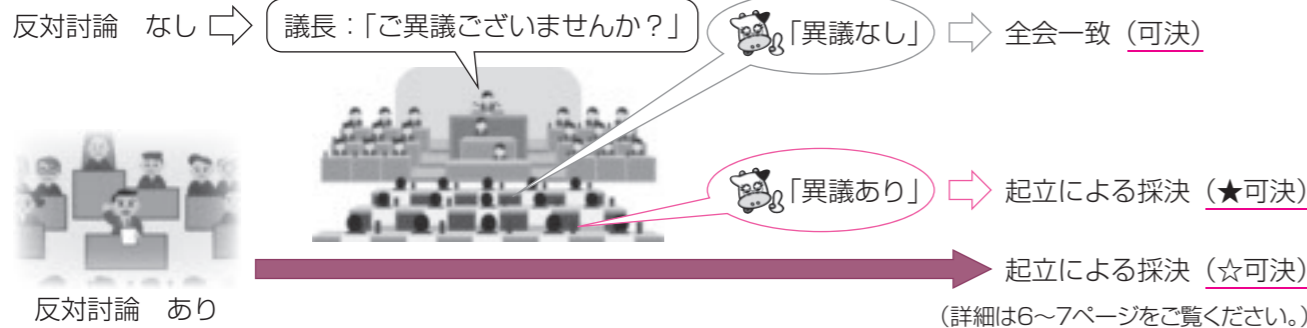 反対討論　なし
議長：「ご異議ございませんか？」
「異議なし」
全会一致（可決）
「異議あり」
起立による採決（★可決）
反対討論　あり
起立による採決（☆可決）
（詳細は6～7ページをご覧ください。）